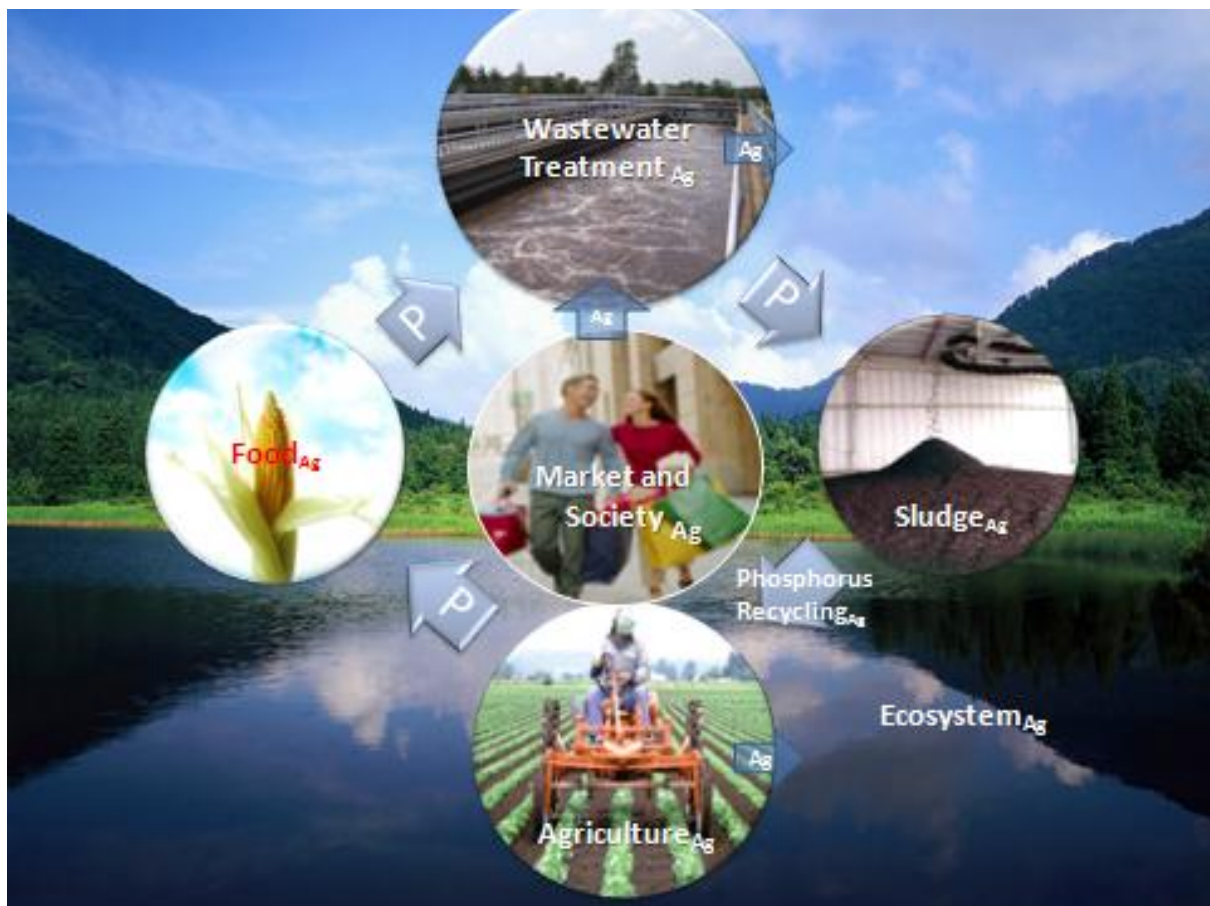 Wastewater
Treatment Ag
Ag
P
P
Ag
Food Ag
Market and
Society Ag
Sludge Ag
P
Phosphorus
Recycling Ag
Ecosystem Ag
Ag
Agriculture Ag